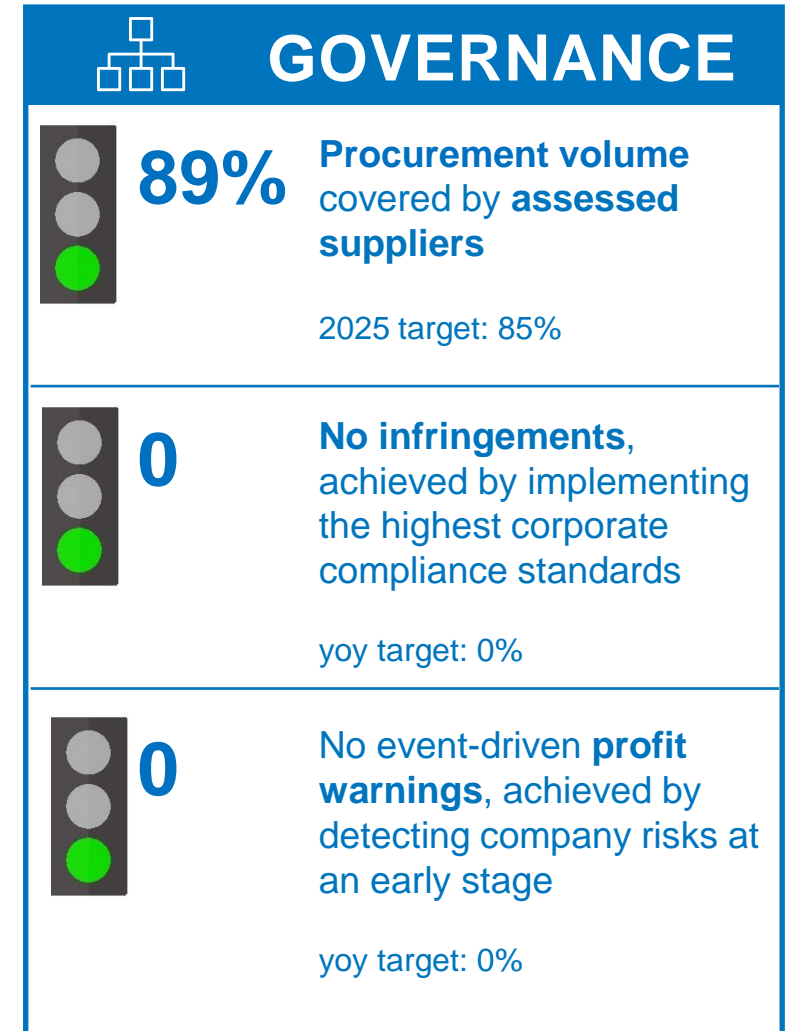 GOVERNANCE
89%
Procurement volume
covered by assessed
suppliers
2025 target: 85%
0
No infringements,
achieved by implementing
the highest corporate
compliance standards
yoy target: 0%
0
No event-driven profit
warnings, achieved by
detecting company risks at
an early stage
yoy target: 0%